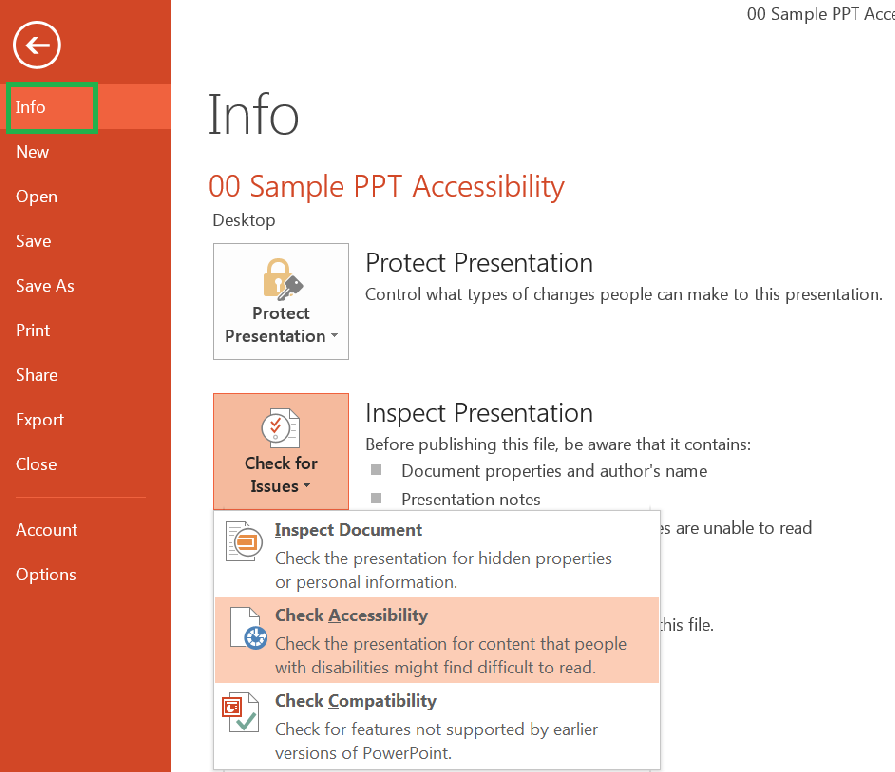 00 Sample PPT Acce
Info
New
Open
Save
Save As
Print
Share
Export
Close
Account
Options
Info
00 Sample PPT Accessibility
Desktop
Protect
Presentation
Protect Presentation
Control what types of changes people can make to this presentation.
Check for
Issues
Inspect Presentation
Before publishing this file, be aware that it contains:
Document properties and author's name
Presentation notes
es are unable to read
this file.
Inspect Document
Check the presentation for hidden properties
or personal information.
Check Accessibility
Check the presentation for content that people
with disabilities might find difficult to read.
Check Compatibility
Check for features not supported by earlier
versions of PowerPoint.